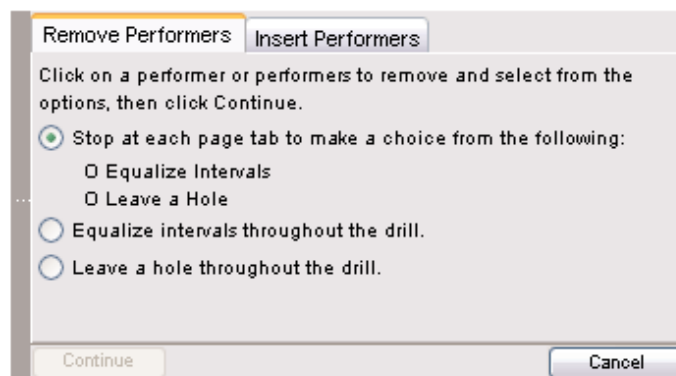 Remove Performers Insert Performers
Click on a performer or performers to remove and select from the
options, then click Continue.
Stop at each page tab to make a choice from the following:
O Equalize Intervals
O Leave a Hole
Equalize intervals throughout the drill.
Leave a hole throughout the drill.
Continue Cancel